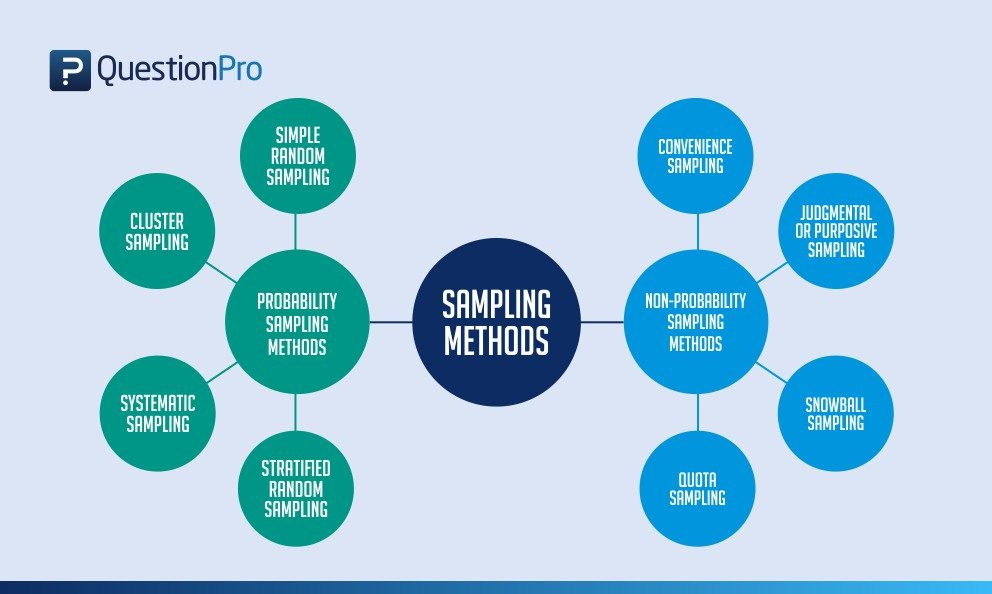 QuestionPro
SIMPLE
RANDOM
SAMPLING
CLUSTER
SAMPLING
PROBABILITY
SAMPLING
METHODS
SYSTEMATIC
SAMPLING
STRATIFIED
RANDOM
SAMPLING
SAMPLING
METHODS
CONVENIENCE
SAMPLING
JUDGMENTAL
OR PURPOSIVE
SAMPLING
NON-PROBABILITY
SAMPLING
METHODS
SNOWBALL
SAMPLING
QUOTA
SAMPLING